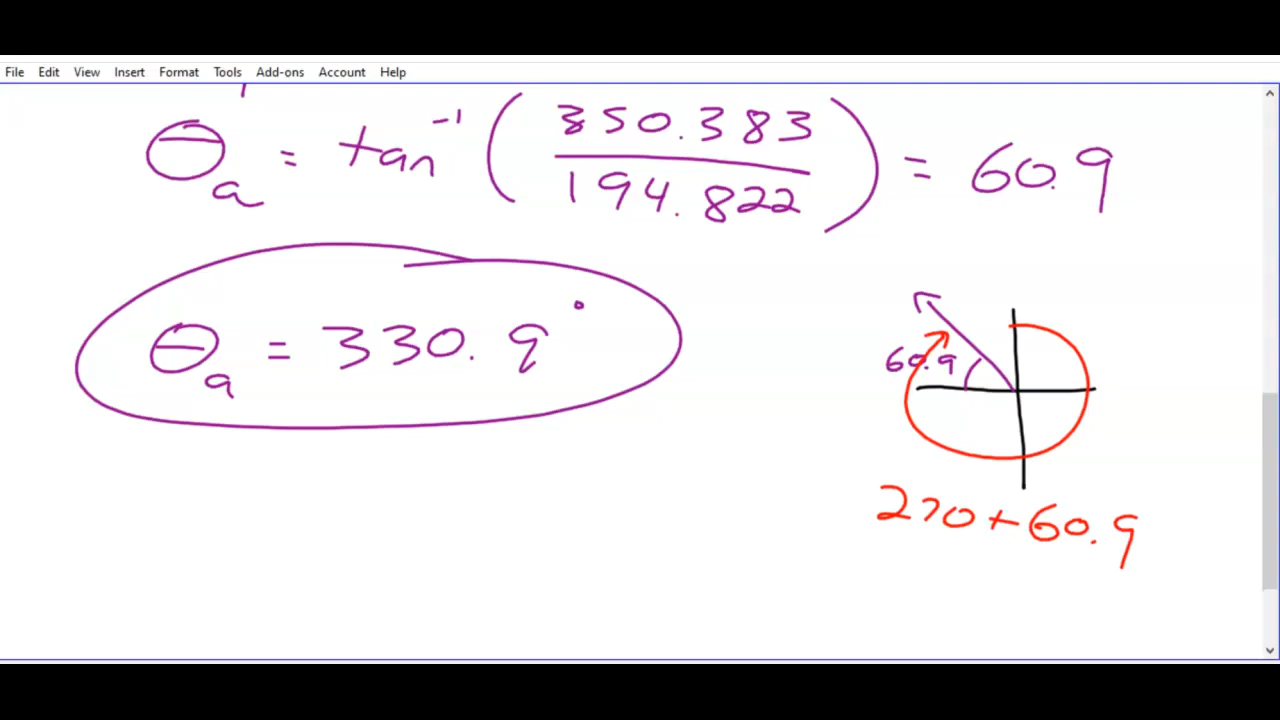 File Edit View Insert Format Tools Add-ons Account Help
θa = tan⁻¹ (350.383 / 194.822) = 60.9
θa = 330.9°
60.9
270+60.9